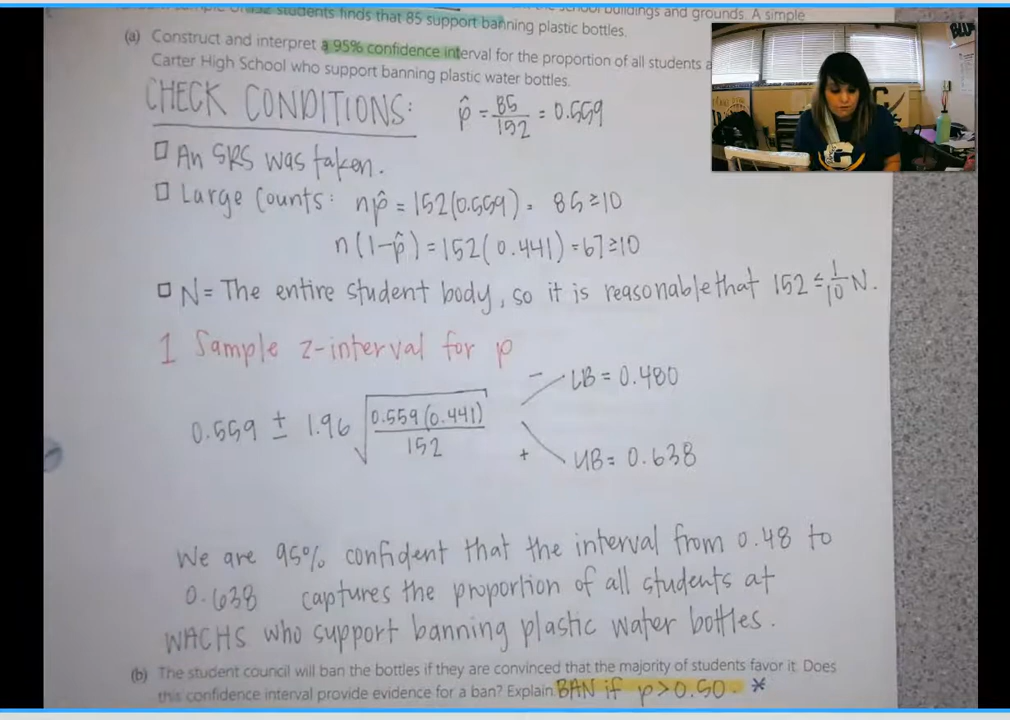 students finds that 85 support banning plastic bottles.
school buildings and grounds. A simple
(a) Construct and interpret a 95% confidence interval for the proportion of all students a
Carter High School who support banning plastic water bottles.
CHECK CONDITIONS:
p̂ = 85/152 = 0.559
□ An SRS was taken.
□ Large Counts: np̂ = 152(0.559) = 85 ≥ 10
n(1-p̂) = 152(0.441) = 67 ≥ 10
□ N = The entire student body, so it is reasonable that 152 ≤ 1/10 N.
1 Sample z-interval for p
0.559 ± 1.96 √(0.559(0.441)/152)
- LB = 0.480
+ UB = 0.638
We are 95% confident that the interval from 0.48 to
0.638 captures the proportion of all students at
WACHS who support banning plastic water bottles.
(b) The student council will ban the bottles if they are convinced that the majority of students favor it. Does
this confidence interval provide evidence for a ban? Explain. BAN if p > 0.50 *